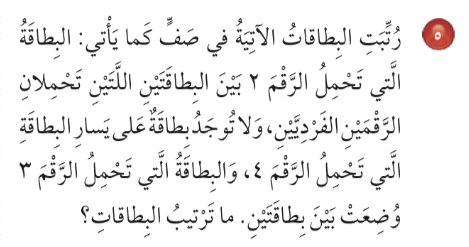 ٥ رُتِّبَتِ البِطاقاتُ الآتِيَةُ في صَفٍّ كَما يَأْتي: البِطاقَةُ
الَّتي تَحْمِلُ الرَّقْمَ ٢ بَيْنَ البِطاقَتَيْنِ اللَّتَيْنِ تَحْمِلانِ
الرَّقْمَيْنِ الفَرْدِيَّيْنِ، وَلا تُوجَدُ بِطاقَةٌ عَلى يَسارِ البِطاقَةِ
الَّتي تَحْمِلُ الرَّقْمَ ٤، وَالبِطاقَةُ الَّتي تَحْمِلُ الرَّقْمَ ٣
وُضِعَتْ بَيْنَ بِطاقَتَيْنِ. ما تَرْتيبُ البِطاقاتِ؟